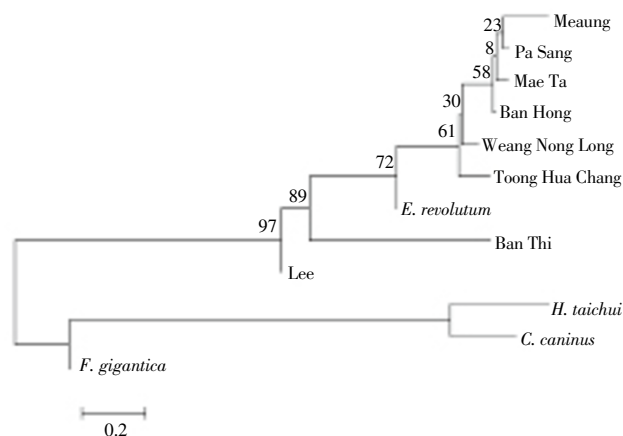 23
Meaung
8
Pa Sang
58
Mae Ta
30
Ban Hong
61
Weang Nong Long
72
Toong Hua Chang
89
E. revolutum
97
Ban Thi
Lee
H. taichui
C. caninus
F. gigantica
0.2